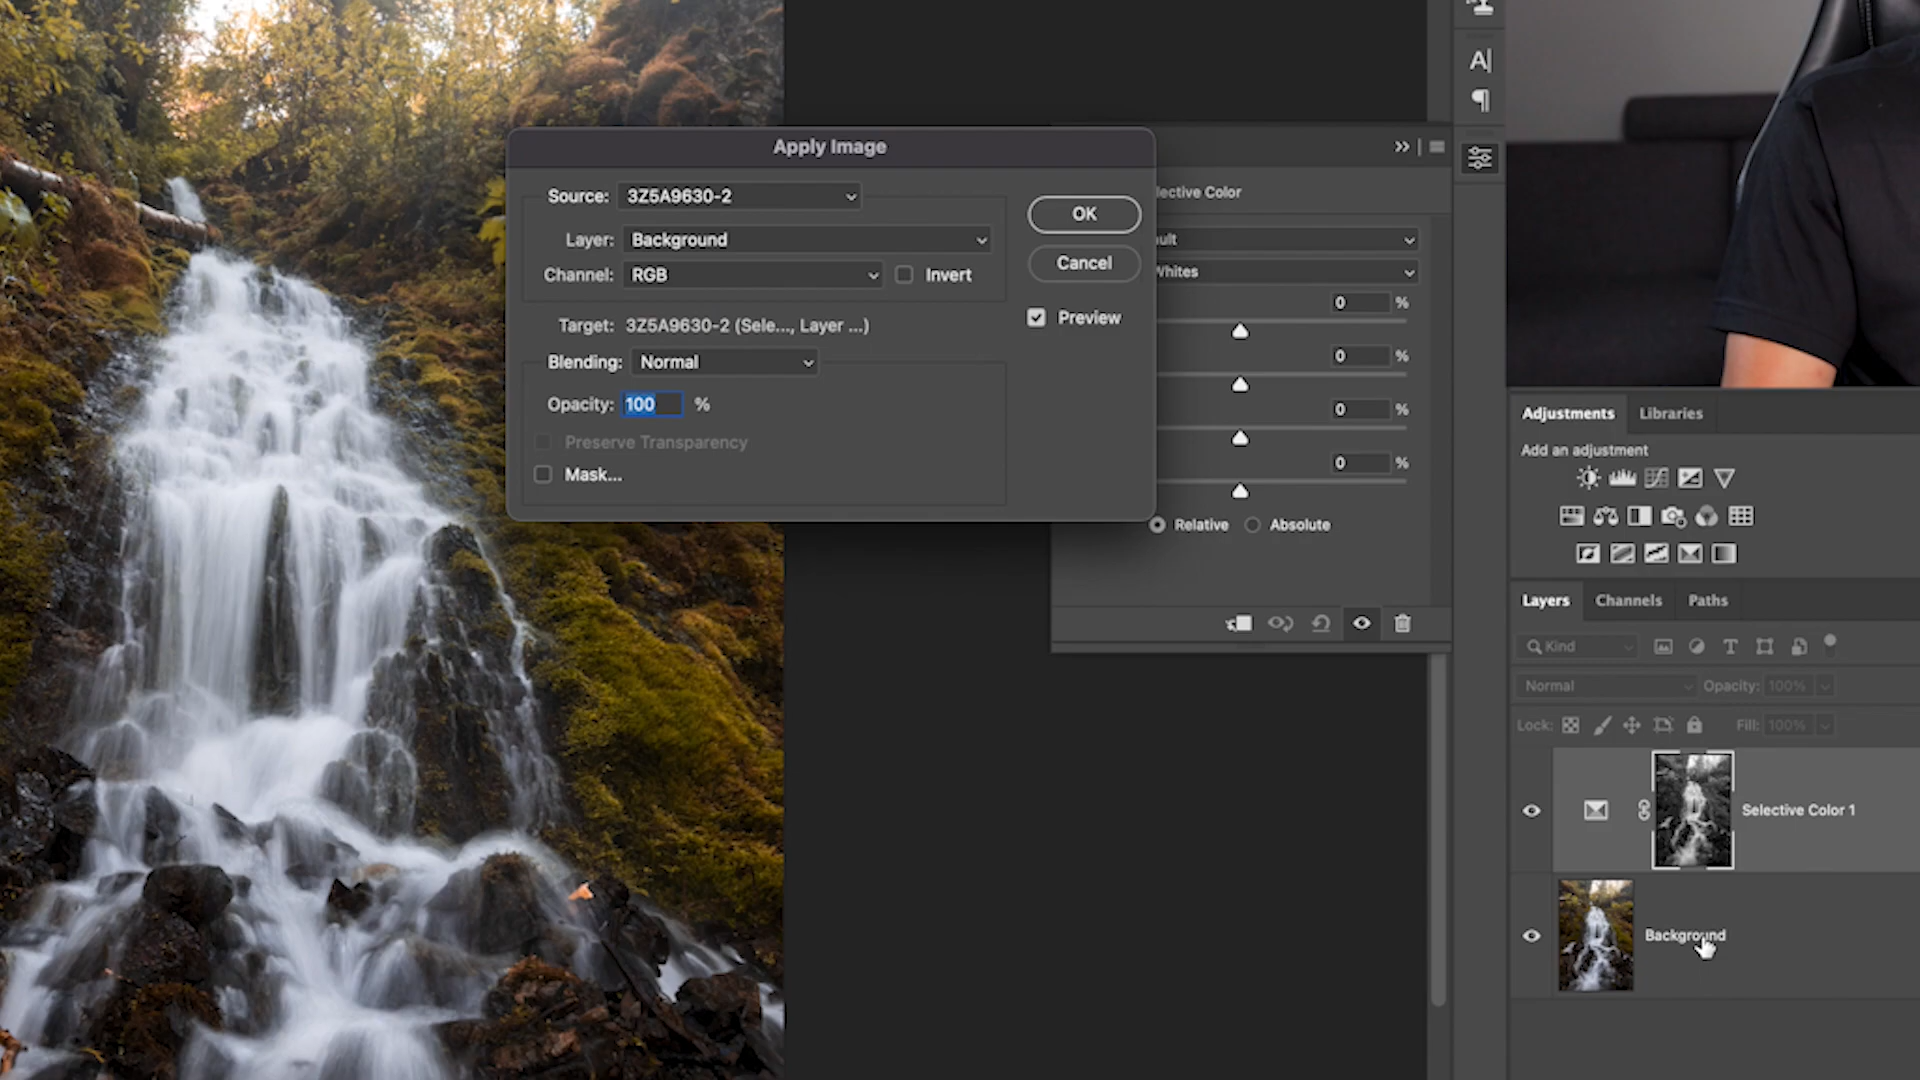 Apply Image
Source: 3Z5A9630-2
Layer: Background
Channel: RGB
Invert
Target: 3Z5A9630-2 (Sele..., Layer ...)
Blending: Normal
Opacity: 100 %
Preserve Transparency
Mask...
OK
Cancel
Preview
lective Color
ult
Whites
0 %
0 %
0 %
0 %
Relative
Absolute
A|
Adjustments
Libraries
Add an adjustment
Layers
Channels
Paths
Kind
Normal
Opacity: 100%
Lock:
Fill: 100%
Selective Color 1
Background